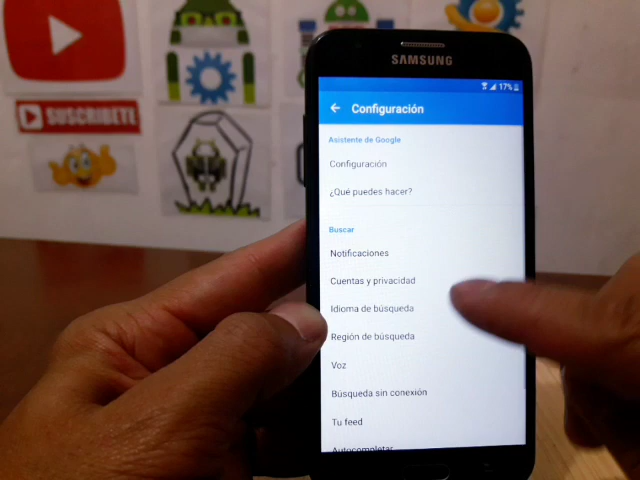 SUSCRIBETE
SAMSUNG
17%
Configuración
Asistente de Google
Configuración
¿Qué puedes hacer?
Buscar
Notificaciones
Cuentas y privacidad
Idioma de búsqueda
Región de búsqueda
Voz
Búsqueda sin conexión
Tu feed
Autocompletar